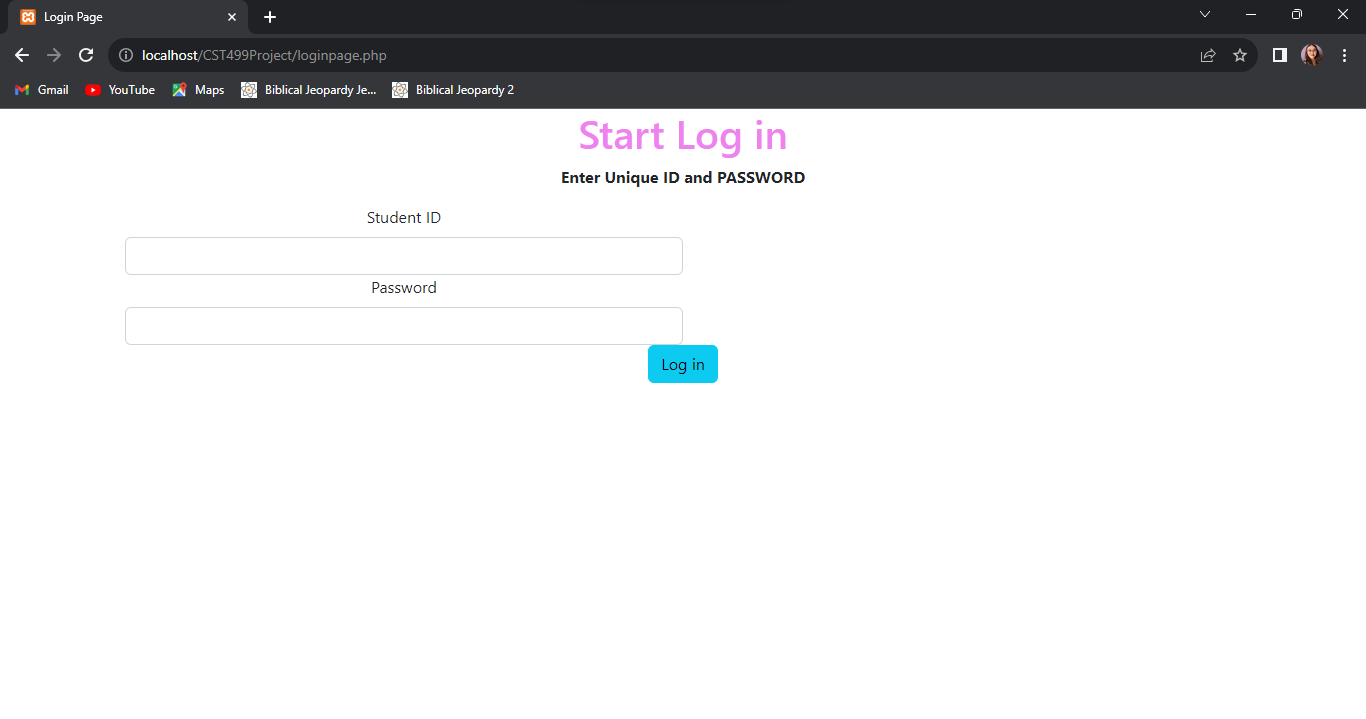 Login Page
localhost/CST499Project/loginpage.php
Gmail YouTube Maps Biblical Jeopardy Je... Biblical Jeopardy 2
Start Log in
Enter Unique ID and PASSWORD
Student ID
Password
Log in